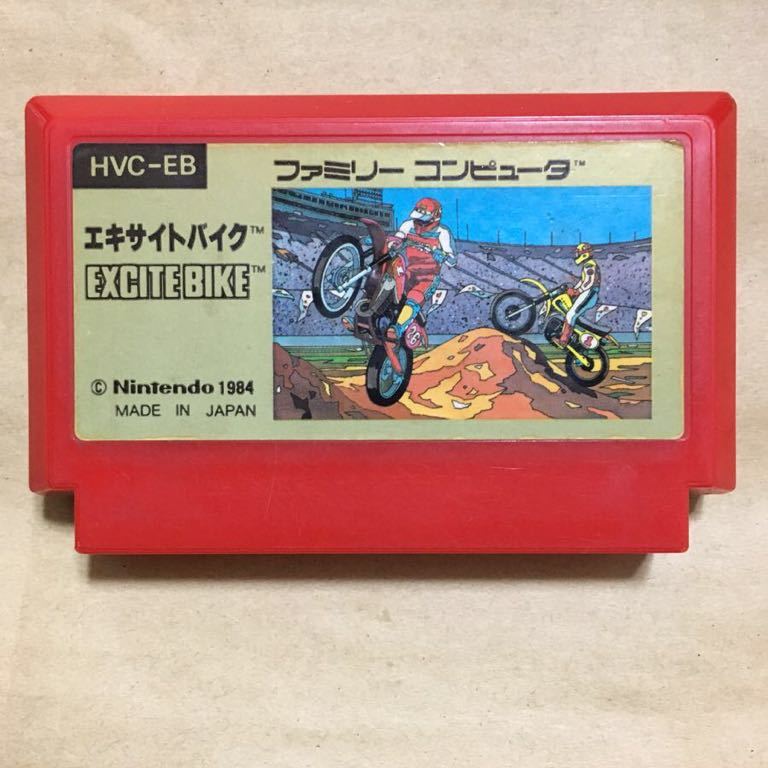 HVC-EB
ファミリー コンピュータ™
エキサイトバイク™
EXCITEBIKE™
© Nintendo 1984
MADE IN JAPAN
26